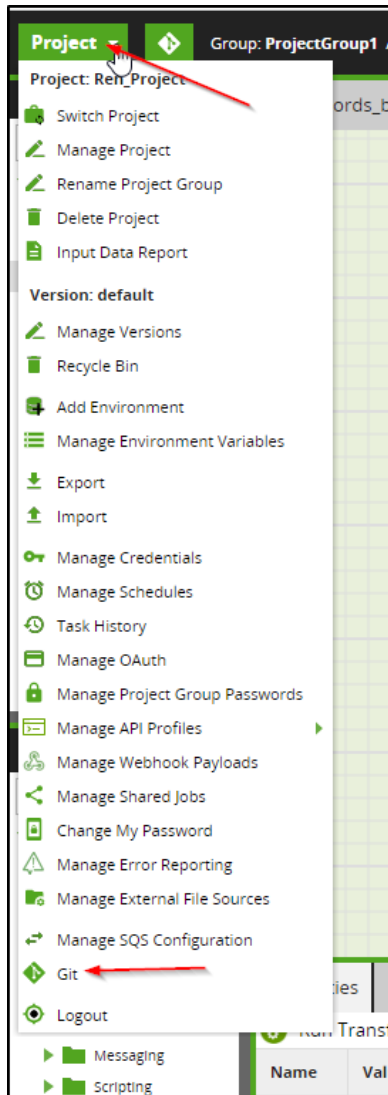 Project
Group: ProjectGroup1
Project: Ren_Project
ords_b
Switch Project
Manage Project
Rename Project Group
Delete Project
Input Data Report
Version: default
Manage Versions
Recycle Bin
Add Environment
Manage Environment Variables
Export
Import
Manage Credentials
Manage Schedules
Task History
Manage OAuth
Manage Project Group Passwords
Manage API Profiles
Manage Webhook Payloads
Manage Shared Jobs
Change My Password
Manage Error Reporting
Manage External File Sources
Manage SQS Configuration
Git
ties
Logout
Run Transf
Messaging
Name Val
Scripting